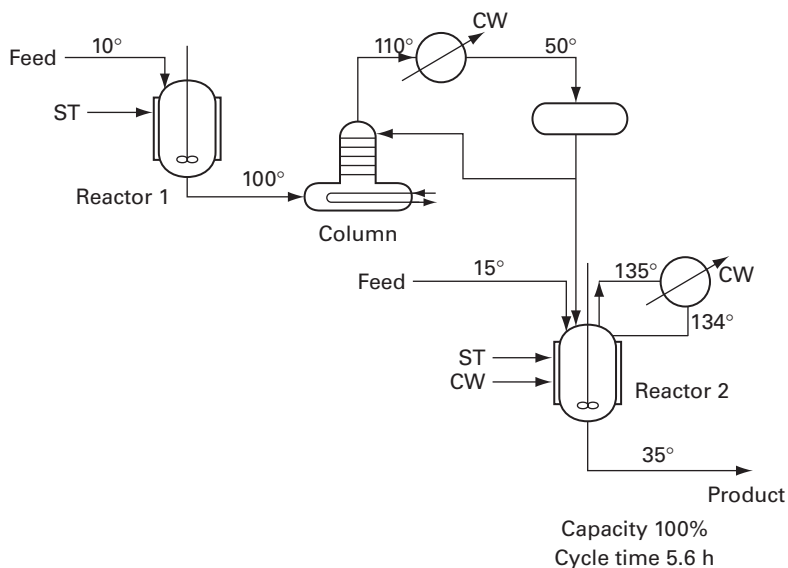 CW
110°
50°
10°
Feed
ST
Reactor 1
100°
Column
15°
Feed
135°
CW
134°
ST
CW
Reactor 2
35°
Product
Capacity 100%
Cycle time 5.6 h